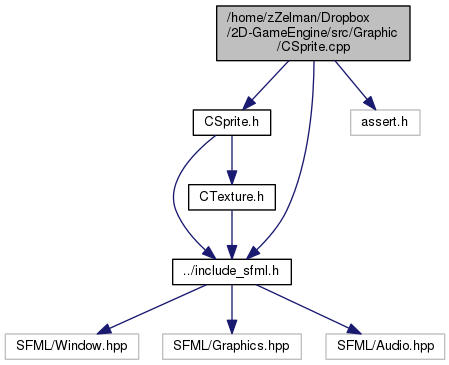 /home/zZelman/Dropbox
/2D-GameEngine/src/Graphic
/CSprite.cpp
CSprite.h
assert.h
CTexture.h
../include_sfml.h
SFML/Window.hpp
SFML/Graphics.hpp
SFML/Audio.hpp